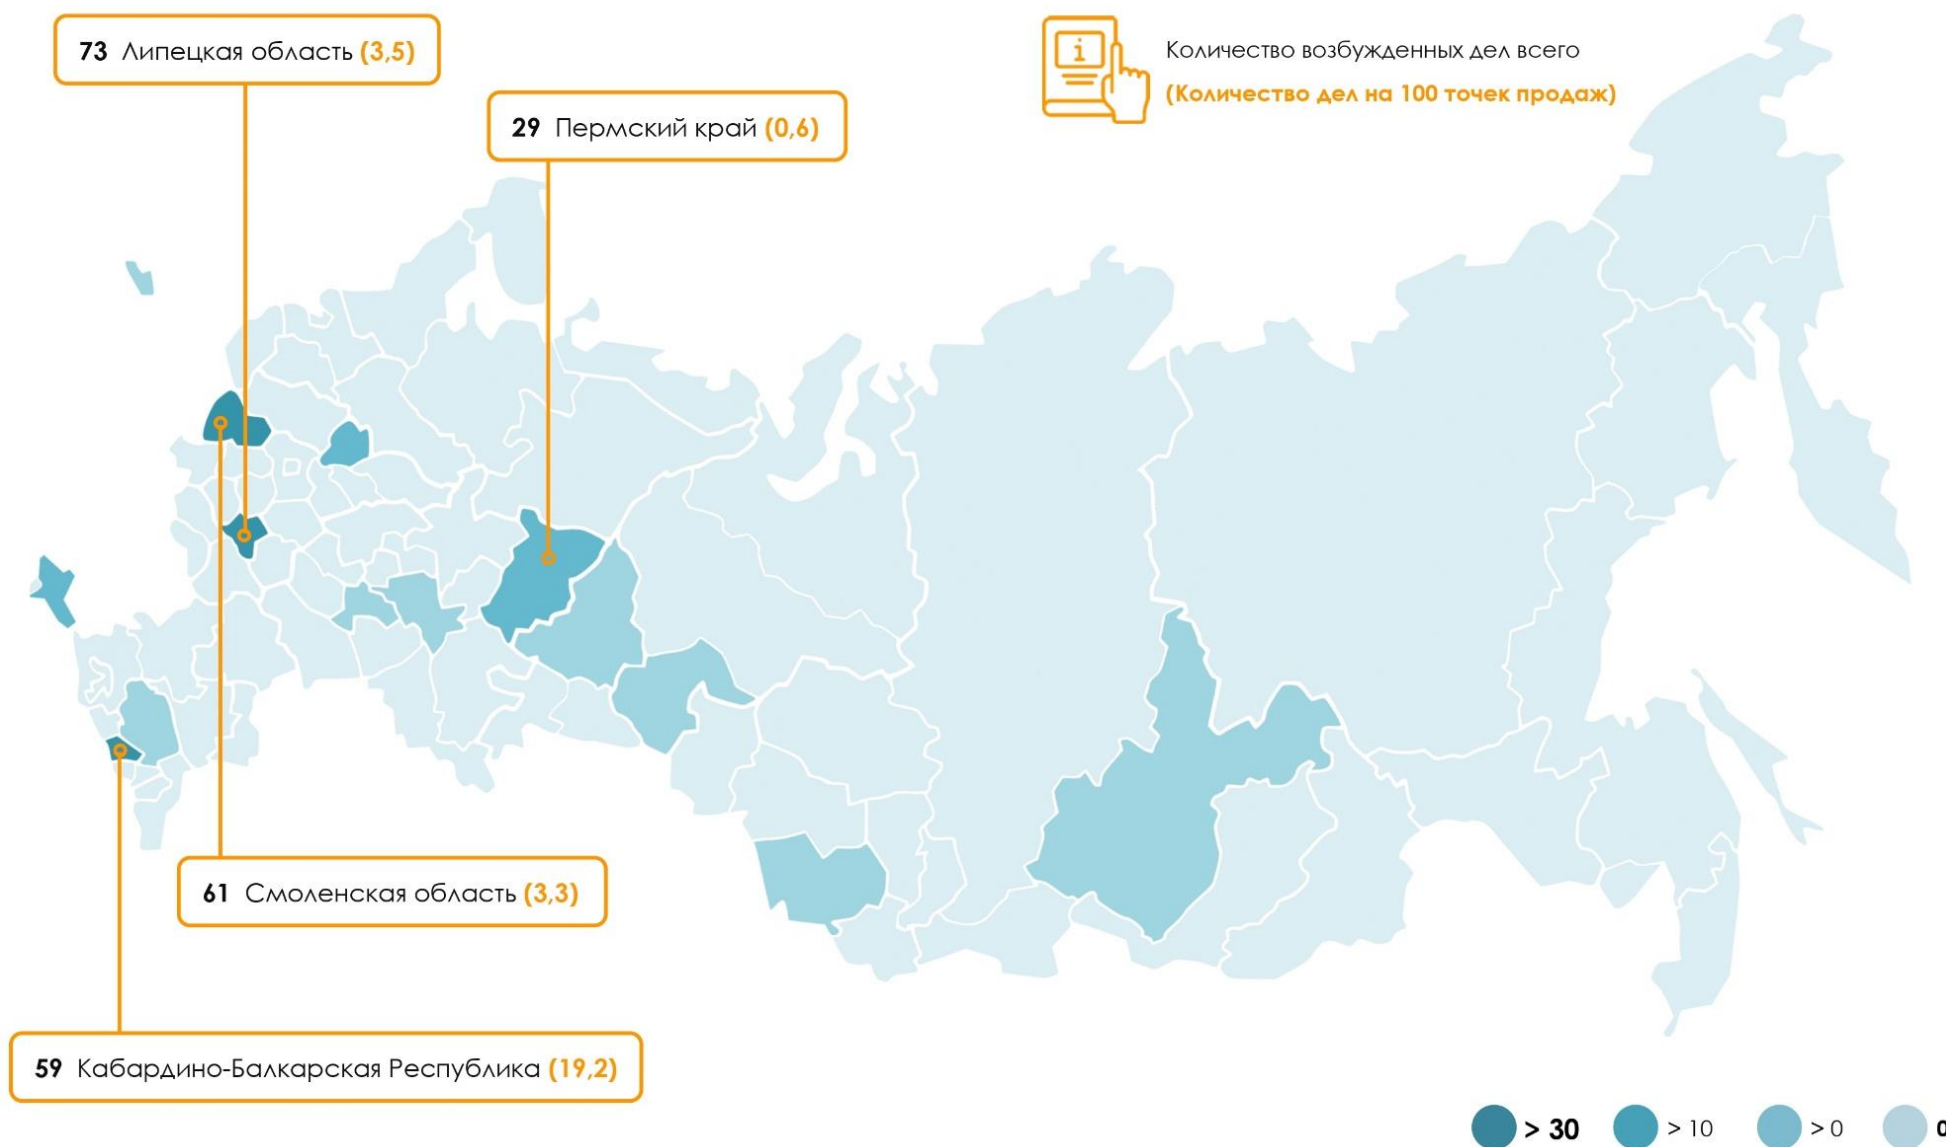 73 Липецкая область (3,5)
Количество возбужденных дел всего
(Количество дел на 100 точек продаж)
29 Пермский край (0,6)
61 Смоленская область (3,3)
59 Кабардино-Балкарская Республика (19,2)
> 30 > 10 > 0 0